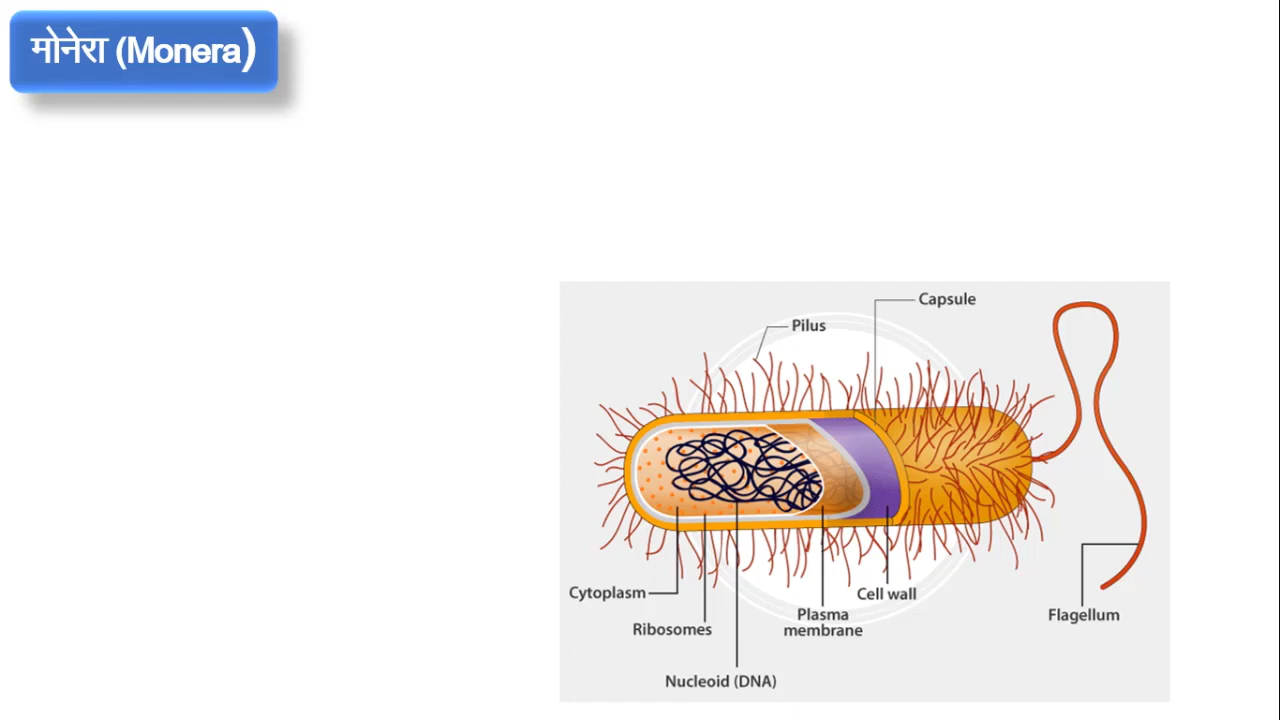 मोनेरा (Monera)
Capsule
Pilus
Cytoplasm
Cell wall
Plasma
membrane
Flagellum
Ribosomes
Nucleoid (DNA)